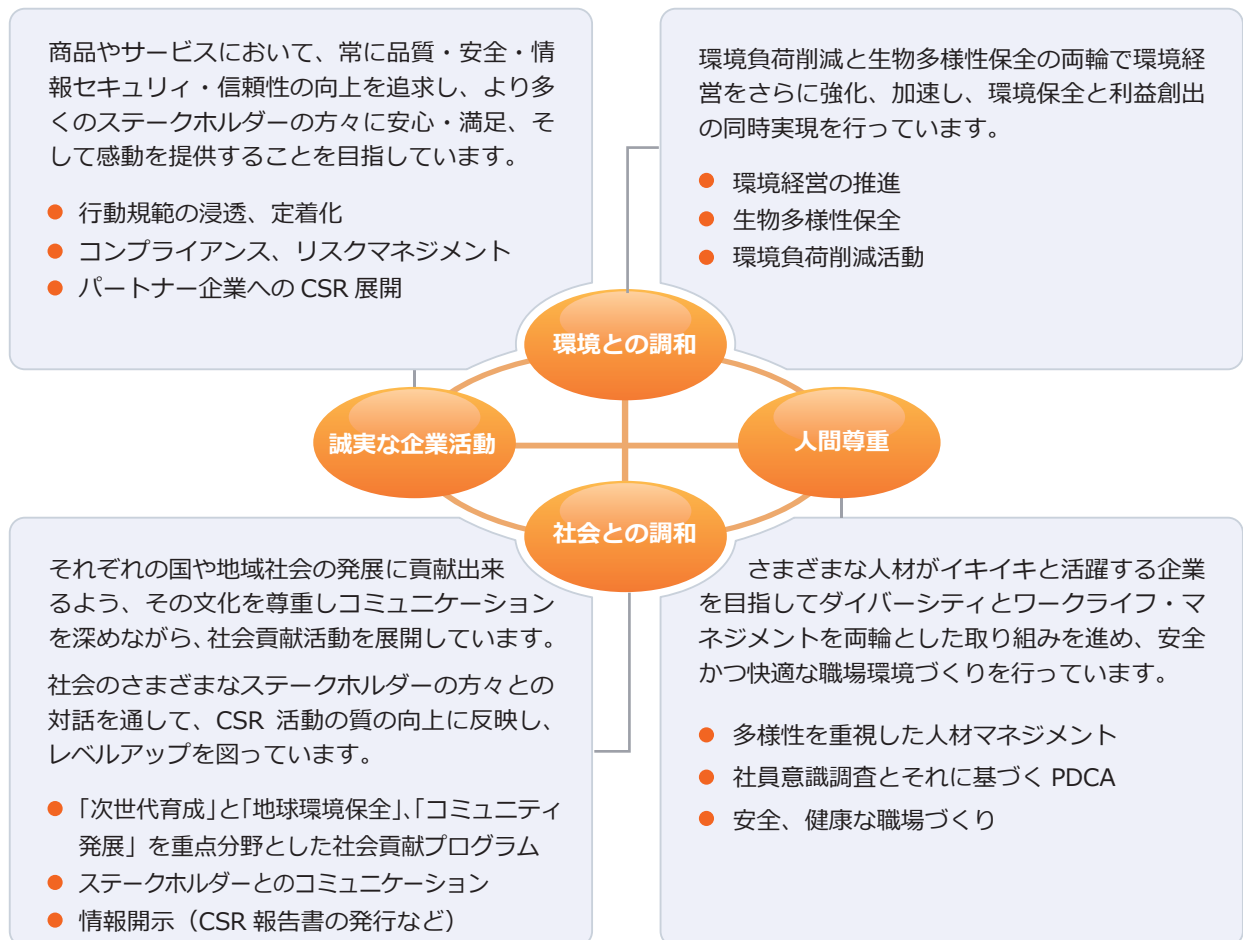 商品やサービスにおいて、常に品質・安全・情
報セキュリティ・信頼性の向上を追求し、より多
くのステークホルダーの方々に安心・満足、そ
して感動を提供することを目指しています。
● 行動規範の浸透、定着化
● コンプライアンス、リスクマネジメント
● パートナー企業への CSR 展開
環境負荷削減と生物多様性保全の両輪で環境経
営をさらに強化、加速し、環境保全と利益創出
の同時実現を行っています。
● 環境経営の推進
● 生物多様性保全
● 環境負荷削減活動
環境との調和
誠実な企業活動
人間尊重
社会との調和
それぞれの国や地域社会の発展に貢献出来
るよう、その文化を尊重しコミュニケーション
を深めながら、社会貢献活動を展開しています。
社会のさまざまなステークホルダーの方々との
対話を通して、CSR 活動の質の向上に反映し、
レベルアップを図っています。
● 「次世代育成」と「地球環境保全」、「コミュニティ
発展」を重点分野とした社会貢献プログラム
● ステークホルダーとのコミュニケーション
● 情報開示（CSR 報告書の発行など）
さまざまな人材がイキイキと活躍する企業
を目指してダイバーシティとワークライフ・マ
ネジメントを両輪とした取り組みを進め、安全
かつ快適な職場環境づくりを行っています。
● 多様性を重視した人材マネジメント
● 社員意識調査とそれに基づく PDCA
● 安全、健康な職場づくり